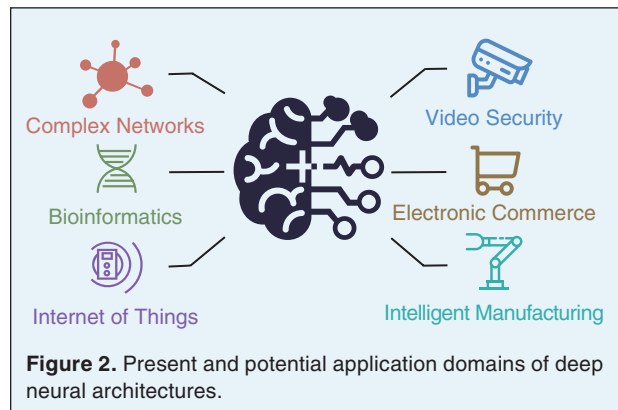 Complex Networks
Bioinformatics
Internet of Things
Video Security
Electronic Commerce
Intelligent Manufacturing
Figure 2. Present and potential application domains of deep
neural architectures.